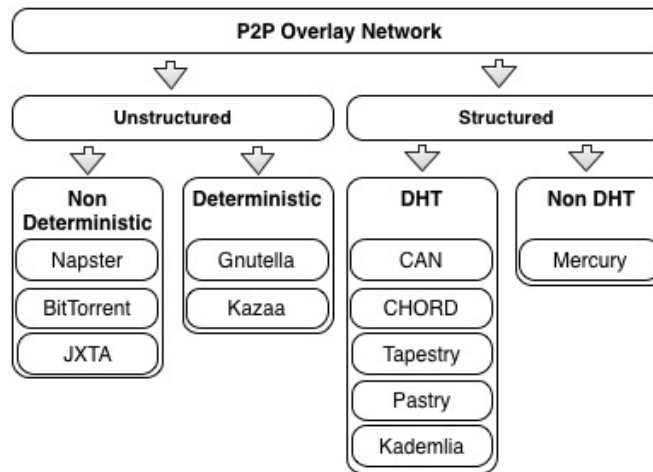 P2P Overlay Network
Unstructured
Structured
Non
Deterministic
Napster
BitTorrent
JXTA
Deterministic
Gnutella
Kazaa
DHT
CAN
CHORD
Tapestry
Pastry
Kademlia
Non DHT
Mercury